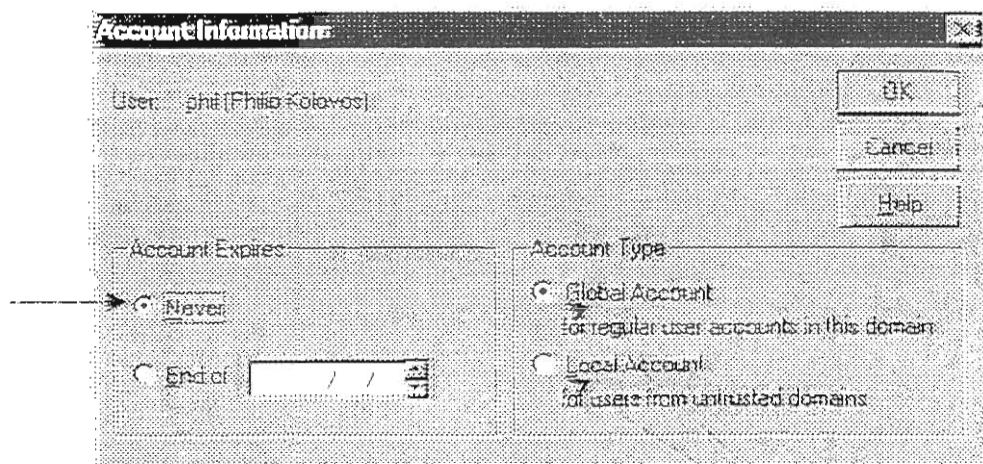 Account Information
User: phil (Philip Kolovos)
OK
Cancel
Help
Account Expires
Never
End of / /
Account Type
Global Account
for regular user accounts in this domain
Local Account
for users from untrusted domains